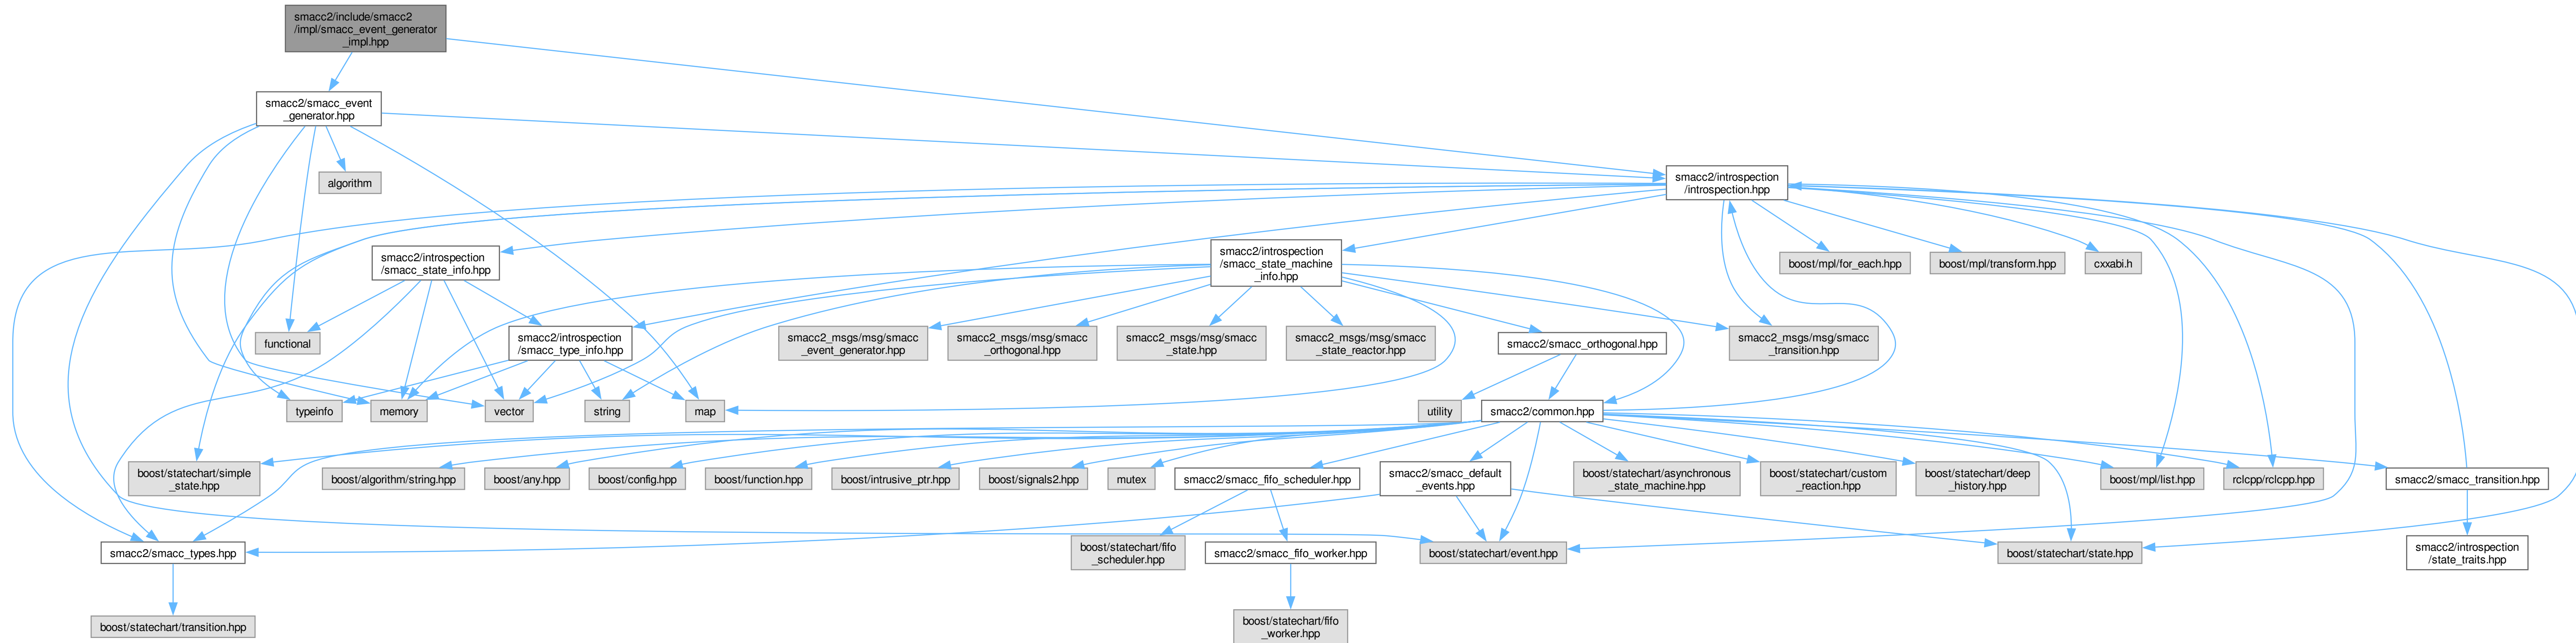 smacc2/include/smacc2
/impl/smacc_event_generator
_impl.hpp
smacc2/smacc_event
_generator.hpp
algorithm
smacc2/introspection
/introspection.hpp
smacc2/introspection
/smacc_state_info.hpp
smacc2/introspection
/smacc_state_machine
_info.hpp
boost/mpl/for_each.hpp
boost/mpl/transform.hpp
cxxabi.h
functional
smacc2/introspection
/smacc_type_info.hpp
smacc2_msgs/msg/smacc
_event_generator.hpp
smacc2_msgs/msg/smacc
_orthogonal.hpp
smacc2_msgs/msg/smacc
_state.hpp
smacc2_msgs/msg/smacc
_state_reactor.hpp
smacc2/smacc_orthogonal.hpp
smacc2_msgs/msg/smacc
_transition.hpp
typeinfo
memory
vector
string
map
utility
smacc2/common.hpp
boost/statechart/simple
_state.hpp
boost/algorithm/string.hpp
boost/any.hpp
boost/config.hpp
boost/function.hpp
boost/intrusive_ptr.hpp
boost/signals2.hpp
mutex
smacc2/smacc_fifo_scheduler.hpp
smacc2/smacc_default
_events.hpp
boost/statechart/asynchronous
_state_machine.hpp
boost/statechart/custom
_reaction.hpp
boost/statechart/deep
_history.hpp
boost/mpl/list.hpp
rclcpp/rclcpp.hpp
smacc2/smacc_transition.hpp
smacc2/smacc_types.hpp
boost/statechart/fifo
_scheduler.hpp
smacc2/smacc_fifo_worker.hpp
boost/statechart/event.hpp
boost/statechart/state.hpp
smacc2/introspection
/state_traits.hpp
boost/statechart/transition.hpp
boost/statechart/fifo
_worker.hpp